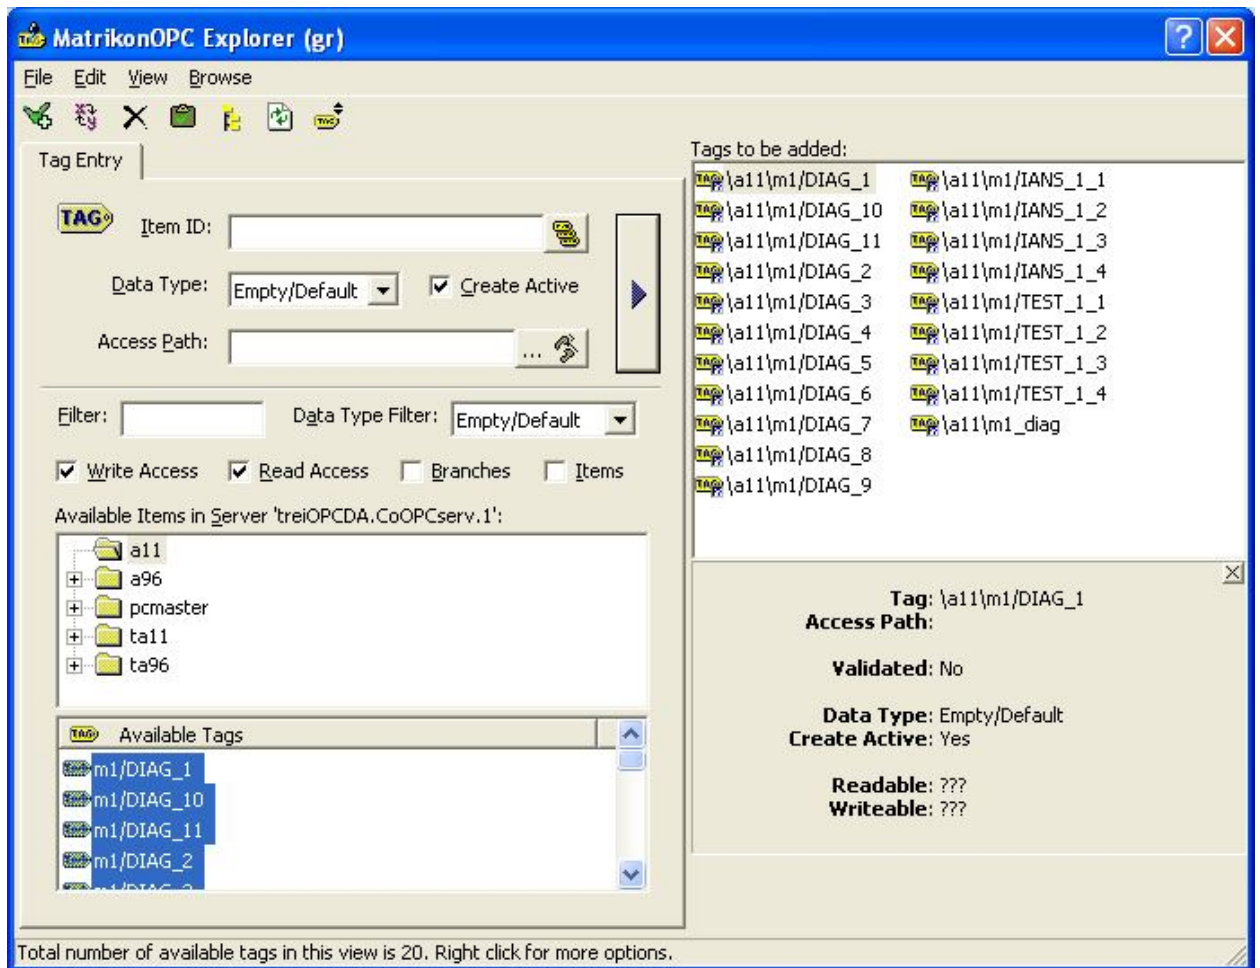 MatrikonOPC Explorer (gr)
File Edit View Browse
Tag Entry
TAG Item ID:
Data Type: Empty/Default Create Active
Access Path: ...
Filter: Data Type Filter: Empty/Default
Write Access Read Access Branches Items
Available Items in Server 'treiOPCDA.CoOPCserv.1':
a11
a96
pcmaster
ta11
ta96
Available Tags
m1/DIAG_1
m1/DIAG_10
m1/DIAG_11
m1/DIAG_2
Tags to be added:
\a11\m1/DIAG_1
\a11\m1/DIAG_10
\a11\m1/DIAG_11
\a11\m1/DIAG_2
\a11\m1/DIAG_3
\a11\m1/DIAG_4
\a11\m1/DIAG_5
\a11\m1/DIAG_6
\a11\m1/DIAG_7
\a11\m1/DIAG_8
\a11\m1/DIAG_9
\a11\m1/IANS_1_1
\a11\m1/IANS_1_2
\a11\m1/IANS_1_3
\a11\m1/IANS_1_4
\a11\m1/TEST_1_1
\a11\m1/TEST_1_2
\a11\m1/TEST_1_3
\a11\m1/TEST_1_4
\a11\m1_diag
Tag: \a11\m1/DIAG_1
Access Path:
Validated: No
Data Type: Empty/Default
Create Active: Yes
Readable: ???
Writeable: ???
Total number of available tags in this view is 20. Right click for more options.